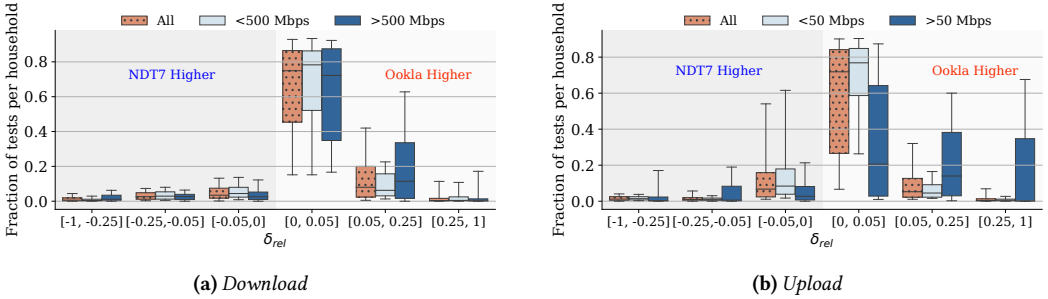 All <500 Mbps >500 Mbps
Fraction of tests per household
0.8
0.6
0.4
0.2
0.0
NDT7 Higher
Ookla Higher
[-1, -0.25] [-0.25,-0.05] [-0.05,0] [0, 0.05] [0.05, 0.25] [0.25, 1]
δrel
(a) Download
All <50 Mbps >50 Mbps
Fraction of tests per household
0.8
0.6
0.4
0.2
0.0
NDT7 Higher
Ookla Higher
[-1, -0.25] [-0.25,-0.05] [-0.05,0] [0, 0.05] [0.05, 0.25] [0.25, 1]
δrel
(b) Upload